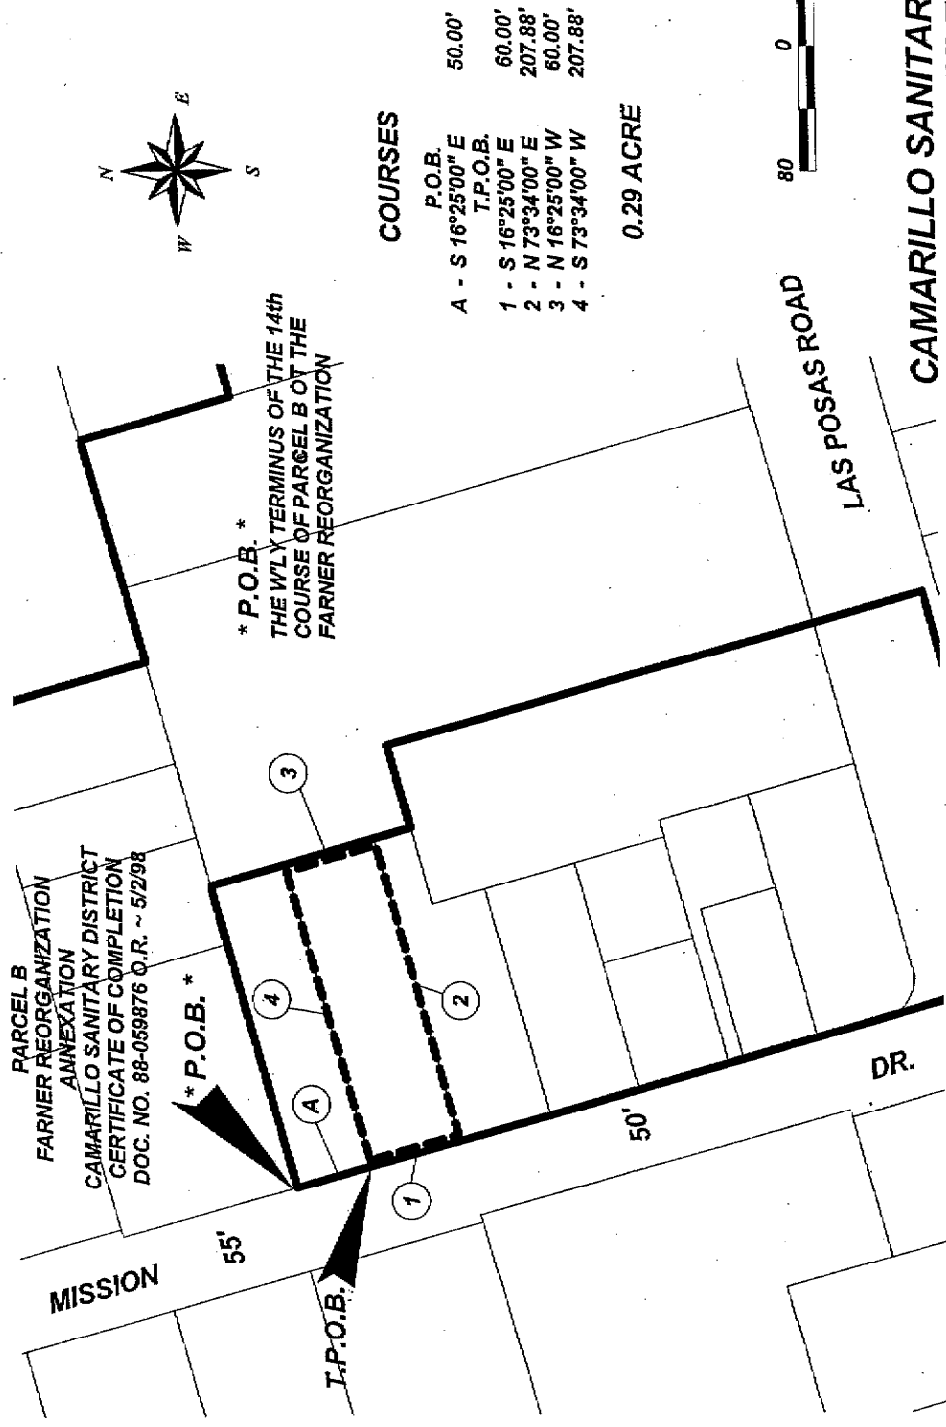 PARCEL B
FARNER REORGANIZATION
ANNEXATION
CAMARILLO SANITARY DISTRICT
CERTIFICATE OF COMPLETION
DOC. NO. 88-059876 O.R. ~ 5/2/98
* P.O.B. *
MISSION
55'
T.P.O.B.
A
1
2
3
4
50'
DR.
* P.O.B. *
THE W'LY TERMINUS OF THE 14th
COURSE OF PARCEL B OT THE
FARNER REORGANIZATION
LAS POSAS ROAD
N
E
S
W
COURSES
P.O.B.
A - S 16°25'00" E 50.00'
T.P.O.B.
1 - S 16°25'00" E 60.00'
2 - N 73°34'00" E 207.88'
3 - N 16°25'00" W 60.00'
4 - S 73°34'00" W 207.88'
0.29 ACRE
80 0
CAMARILLO SANITAR